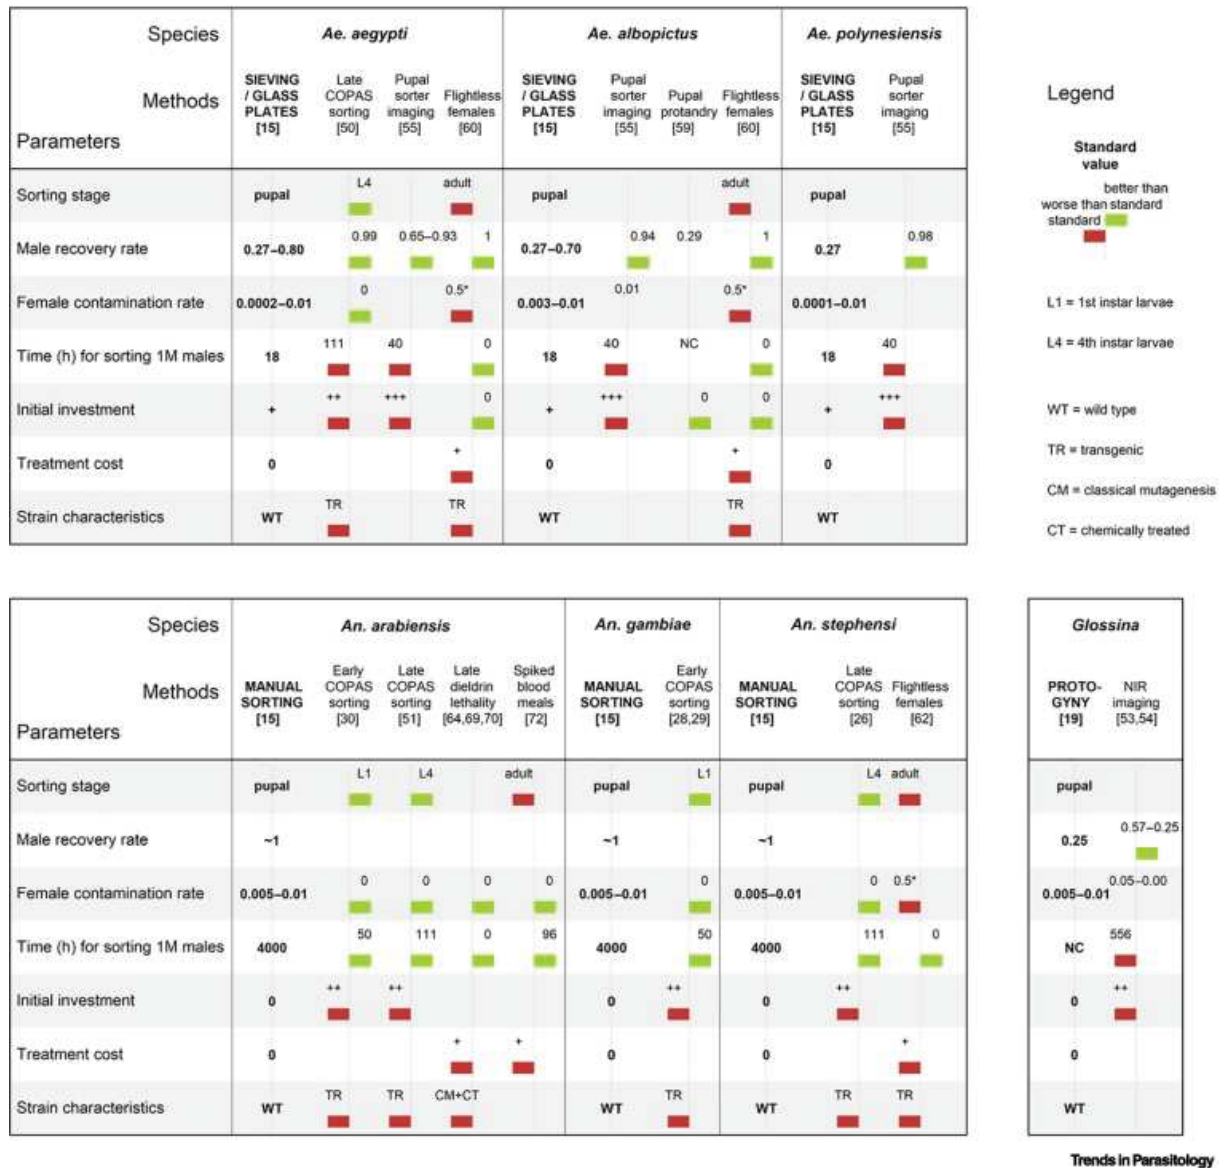 Species Ae. aegypti Ae. albopictus Ae. polynesiensis
Methods
Parameters
SIEVING / GLASS PLATES [15]
Late COPAS sorting [50]
Pupal sorter imaging [55]
Flightless females [60]
SIEVING / GLASS PLATES [15]
Pupal sorter imaging [55]
Pupal protandry [59]
Flightless females [60]
SIEVING / GLASS PLATES [15]
Pupal sorter imaging [55]
Sorting stage pupal L4 adult pupal adult pupal
Male recovery rate 0.27–0.80 0.99 0.65–0.93 1 0.27–0.70 0.94 0.29 1 0.27 0.98
Female contamination rate 0.0002–0.01 0 0.5* 0.003–0.01 0.01 0.5* 0.0001–0.01
Time (h) for sorting 1M males 18 111 40 0 18 40 NC 0 18 40
Initial investment + ++ +++ 0 + +++ 0 0 + +++
Treatment cost 0 + 0 + 0
Strain characteristics WT TR TR WT TR WT
Legend
Standard value
better than standard
worse than standard
L1 = 1st instar larvae
L4 = 4th instar larvae
WT = wild type
TR = transgenic
CM = classical mutagenesis
CT = chemically treated
Species An. arabiensis An. gambiae An. stephensi Glossina
Methods
Parameters
MANUAL SORTING [15]
Early COPAS sorting [30]
Late COPAS sorting [51]
Late dieldrin lethality [64,69,70]
Spiked blood meals [72]
MANUAL SORTING [15]
Early COPAS sorting [28,29]
MANUAL SORTING [15]
Late COPAS sorting [26]
Flightless females [62]
PROTO-GYNY [19]
NIR imaging [53,54]
Sorting stage pupal L1 L4 adult pupal L1 pupal L4 adult pupal
Male recovery rate ~1 ~1 ~1 0.25 0.57–0.25
Female contamination rate 0.005–0.01 0 0 0 0 0.005–0.01 0 0.005–0.01 0 0.5* 0.005–0.01 0.05–0.00
Time (h) for sorting 1M males 4000 50 111 0 96 4000 50 4000 111 0 NC 556
Initial investment 0 ++ ++ 0 ++ 0 ++ 0 ++
Treatment cost 0 + + 0 0 + 0
Strain characteristics WT TR TR CM+CT WT TR WT TR TR WT
Trends in Parasitology